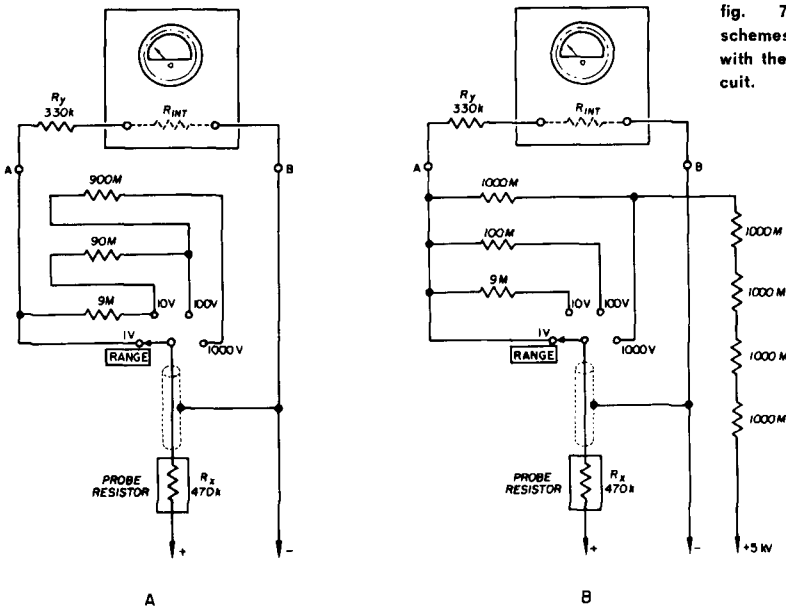 fig. 7
schemes
with the
cuit.
Ry
330k
RINT
A
B
900M
90M
9M
10V
100V
1V
1000V
RANGE
PROBE
RESISTOR
Rx
470k
+
-
A
Ry
330k
RINT
A
B
1000M
100M
9M
10V
100V
1V
1000V
RANGE
1000M
1000M
1000M
1000M
PROBE
RESISTOR
Rx
470k
+
-
+5 kV
B